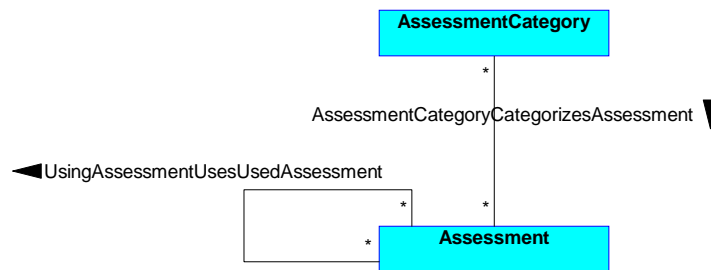 AssessmentCategory
*
AssessmentCategoryCategorizesAssessment
UsingAssessmentUsesUsedAssessment
* *
*
Assessment